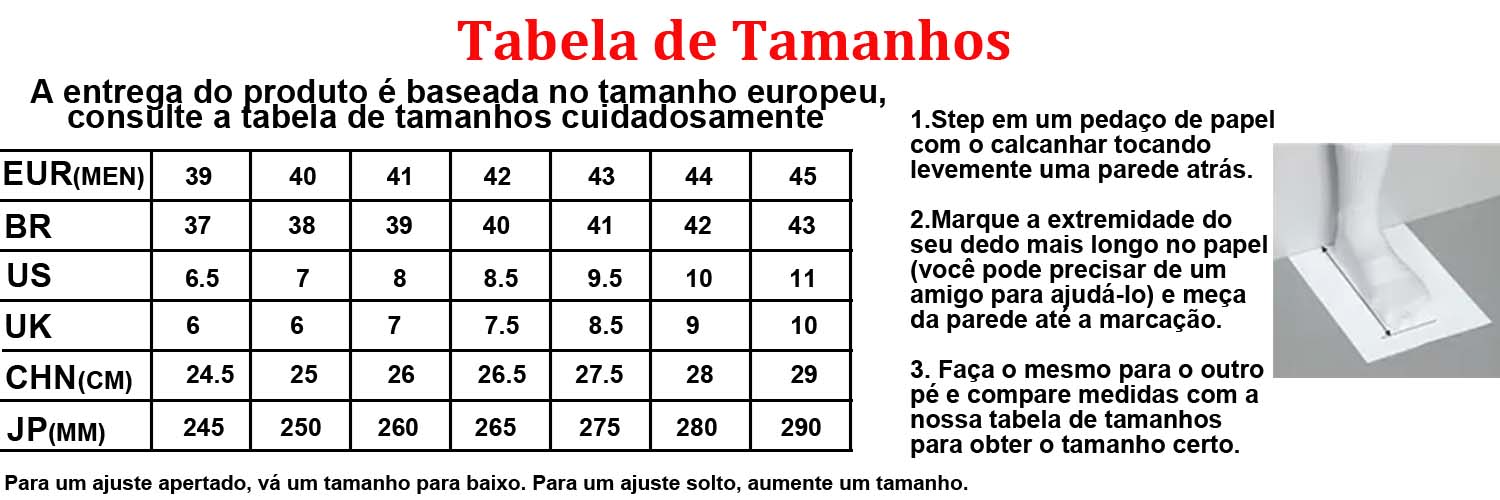 Tabela de Tamanhos
A entrega do produto é baseada no tamanho europeu,
consulte a tabela de tamanhos cuidadosamente
EUR(MEN) 39 40 41 42 43 44 45
BR 37 38 39 40 41 42 43
US 6.5 7 8 8.5 9.5 10 11
UK 6 6 7 7.5 8.5 9 10
CHN(CM) 24.5 25 26 26.5 27.5 28 29
JP(MM) 245 250 260 265 275 280 290
Para um ajuste apertado, vá um tamanho para baixo. Para um ajuste solto, aumente um tamanho.
1.Step em um pedaço de papel
com o calcanhar tocando
levemente uma parede atrás.
2.Marque a extremidade do
seu dedo mais longo no papel
(você pode precisar de um
amigo para ajudá-lo) e meça
da parede até a marcação.
3. Faça o mesmo para o outro
pé e compare medidas com a
nossa tabela de tamanhos
para obter o tamanho certo.